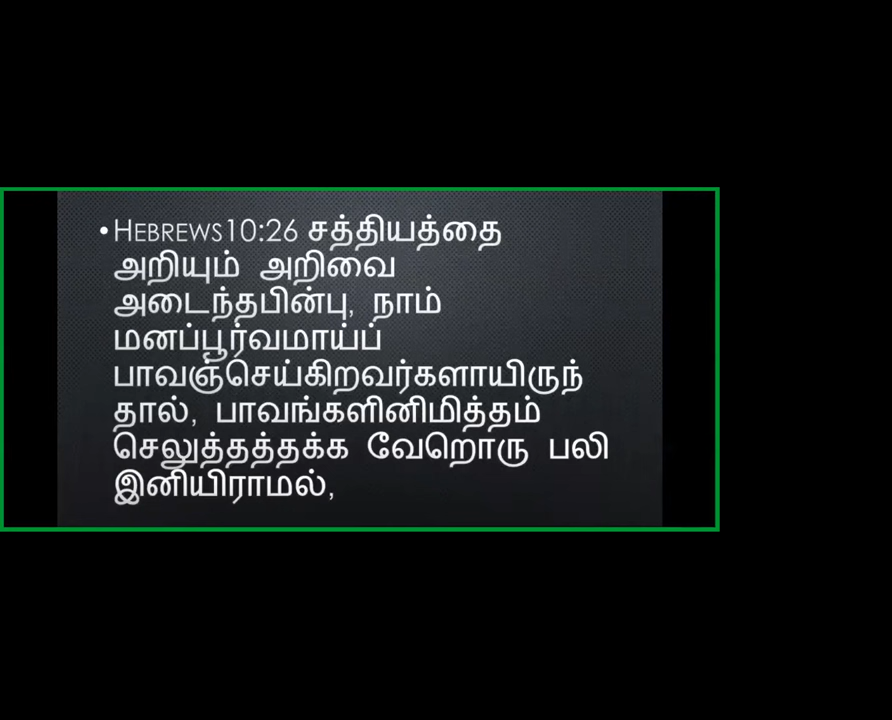 •HEBREWS10:26 சத்தியத்தை
அறியும் அறிவை
அடைந்தபின்பு, நாம்
மனப்பூர்வமாய்ப்
பாவஞ்செய்கிறவர்களாயிருந்
தால், பாவங்களினிமித்தம்
செலுத்தத்தக்க வேறொரு பலி
இனியிராமல்,